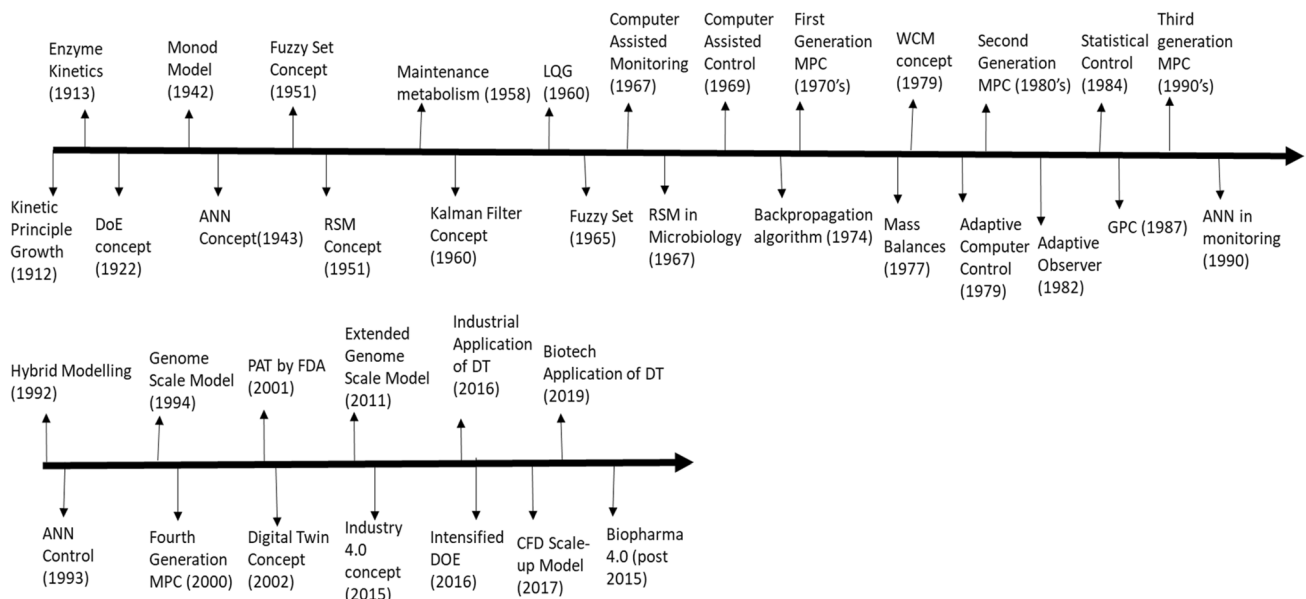 Enzyme
Kinetics
(1913)
Monod
Model
(1942)
Fuzzy Set
Concept
(1951)
Maintenance
metabolism (1958)
LQG
(1960)
Computer
Assisted
Monitoring
(1967)
Computer
Assisted
Control
(1969)
First
Generation
MPC
(1970’s)
WCM
concept
(1979)
Second
Generation
MPC (1980’s)
Statistical
Control
(1984)
Third
generation
MPC
(1990’s)
Kinetic
Principle
Growth
(1912)
DoE
concept
(1922)
ANN
Concept(1943)
RSM
Concept
(1951)
Kalman Filter
Concept
(1960)
Fuzzy Set
(1965)
RSM in
Microbiology
(1967)
Backpropagation
algorithm (1974)
Mass
Balances
(1977)
Adaptive
Computer
Control
(1979)
Adaptive
Observer
(1982)
GPC (1987)
ANN in
monitoring
(1990)
Hybrid Modelling
(1992)
Genome
Scale Model
(1994)
PAT by FDA
(2001)
Extended
Genome
Scale Model
(2011)
Industrial
Application
of DT
(2016)
Biotech
Application of DT
(2019)
ANN
Control
(1993)
Fourth
Generation
MPC (2000)
Digital Twin
Concept
(2002)
Industry
4.0
concept
(2015)
Intensified
DOE
(2016)
CFD Scale-
up Model
(2017)
Biopharma
4.0 (post
2015)